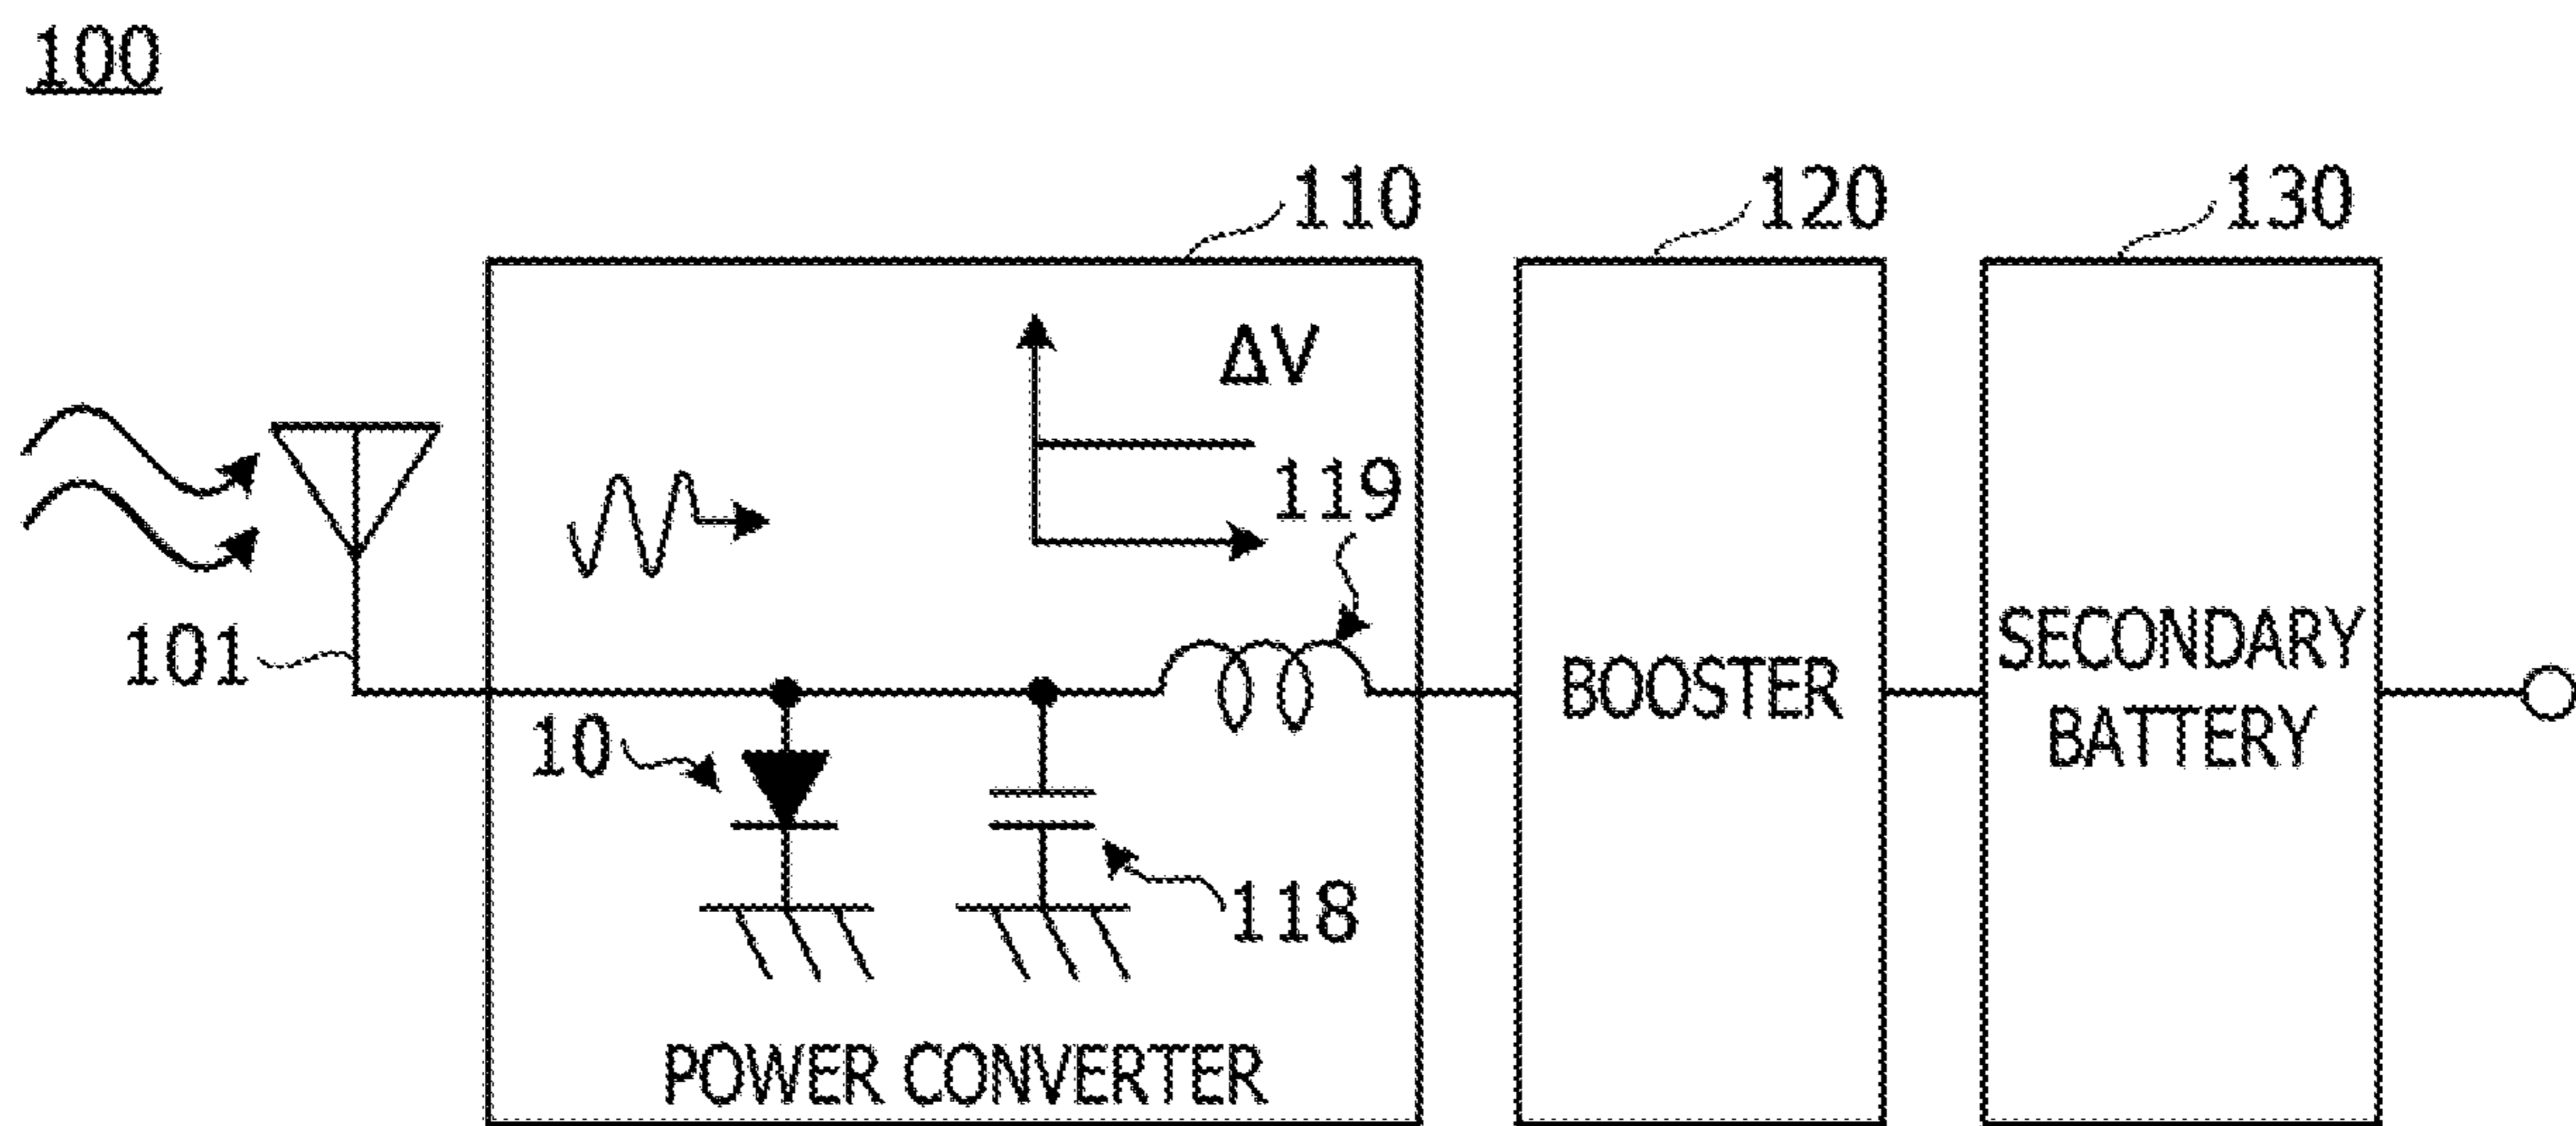 100
110
120
130
ΔV
119
101
10
118
BOOSTER
SECONDARY
BATTERY
POWER CONVERTER